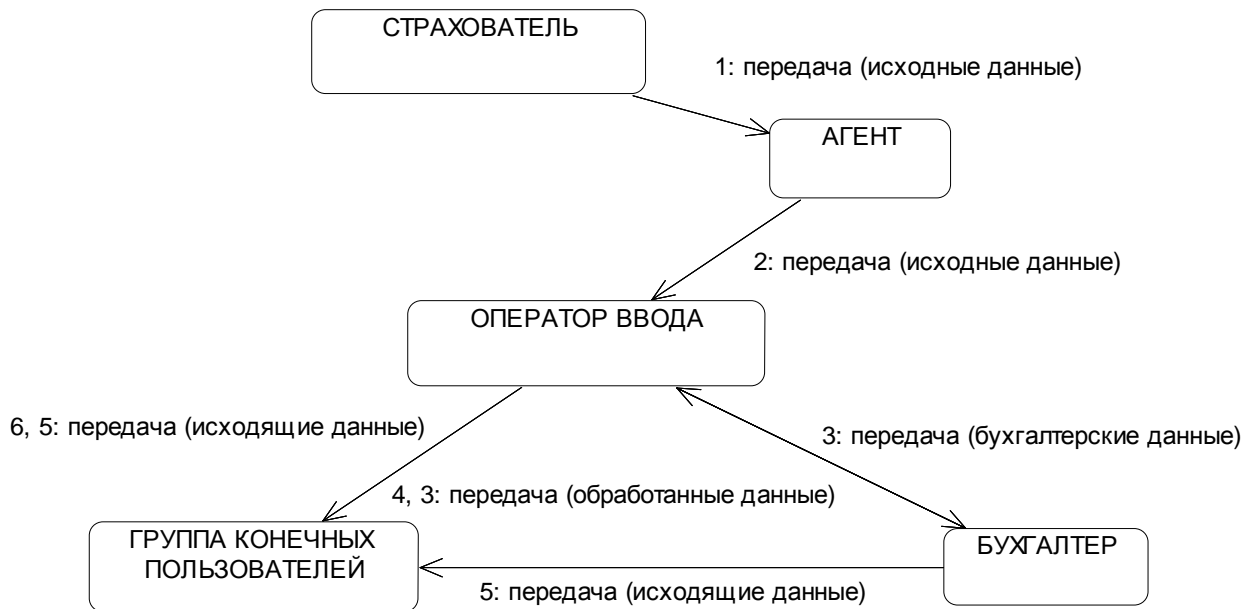 СТРАХОВАТЕЛЬ
1: передача (исходные данные)
АГЕНТ
2: передача (исходные данные)
ОПЕРАТОР ВВОДА
6, 5: передача (исходящие данные)
3: передача (бухгалтерские данные)
4, 3: передача (обработанные данные)
ГРУППА КОНЕЧНЫХ
ПОЛЬЗОВАТЕЛЕЙ
БУХГАЛТЕР
5: передача (исходящие данные)